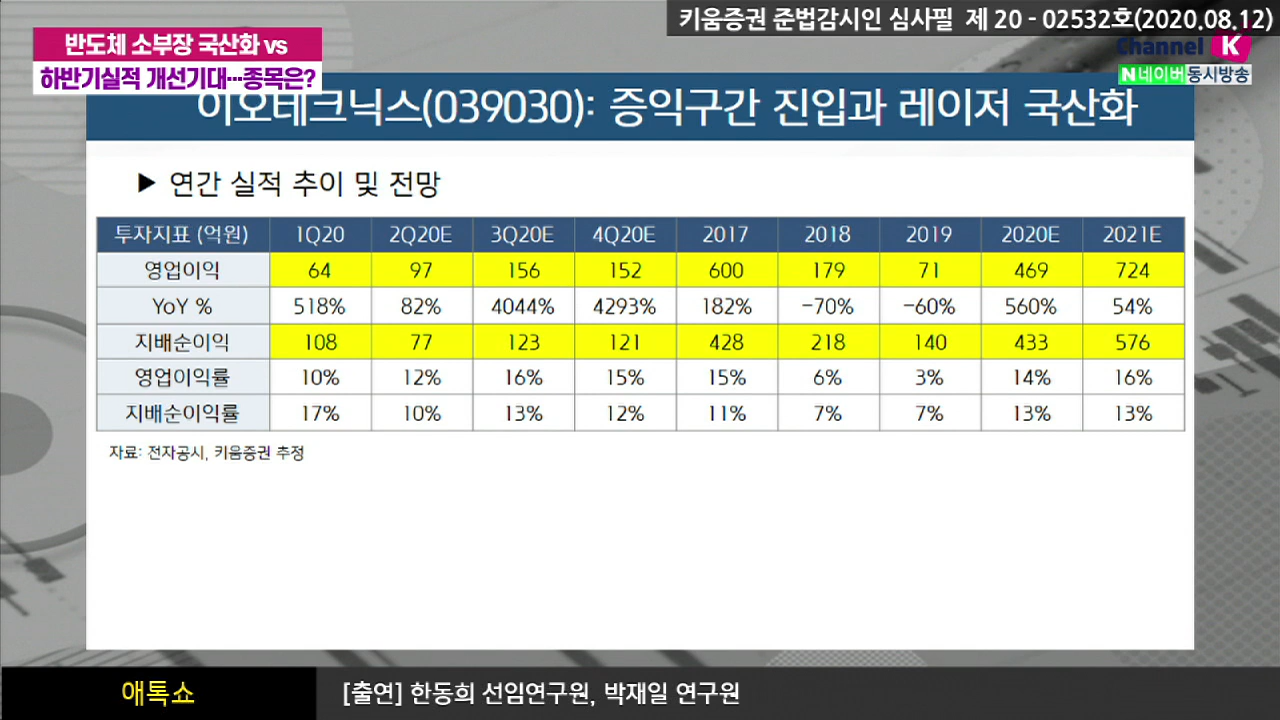 키움증권 준법감시인 심사필 제 20 - 02532호(2020.08.12)
반도체 소부장 국산화 vs
하반기실적 개선기대…종목은?
Channel K
N네이버 동시방송
이오테크닉스(039030): 증익구간 진입과 레이저 국산화
▶ 연간 실적 추이 및 전망
투자지표 (억원) 1Q20 2Q20E 3Q20E 4Q20E 2017 2018 2019 2020E 2021E
영업이익 64 97 156 152 600 179 71 469 724
YoY % 518% 82% 4044% 4293% 182% -70% -60% 560% 54%
지배순이익 108 77 123 121 428 218 140 433 576
영업이익률 10% 12% 16% 15% 15% 6% 3% 14% 16%
지배순이익률 17% 10% 13% 12% 11% 7% 7% 13% 13%
자료: 전자공시, 키움증권 추정
애톡쇼
[출연] 한동희 선임연구원, 박재일 연구원